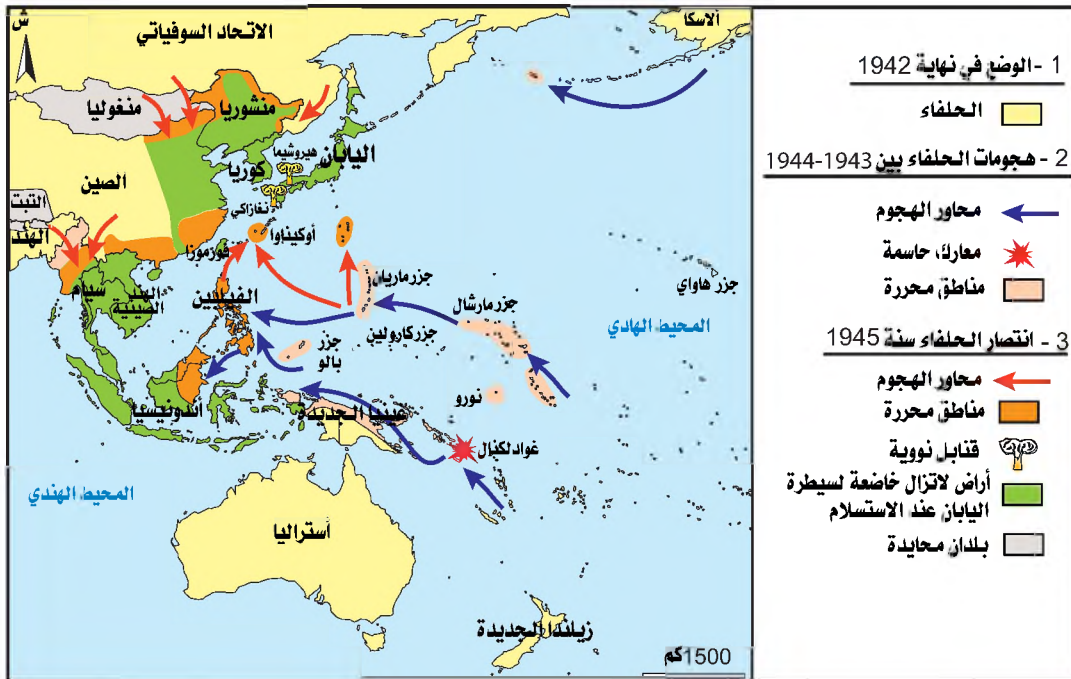 ش
الاتحاد السوفياتي
ألاسكا
منغوليا
منشوريا
اليابان
هيروشيما
كوريا
الصين
نغازاكي
التبت
الهند
أوكيناوا
فورموزا
سيام
الهند
الصينية
الفيليبين
جزر ماريان
جزر مارشال
جزر هاواي
المحيط الهادي
جزر كارولين
جزر
بالو
نورو
أندونيسيا
غينيا الجديدة
غوادلكنال
المحيط الهندي
أستراليا
زيلندا الجديدة
1500كم
1 -الوضع في نهاية 1942
الحلفاء
2 - هجومات الحلفاء بين 1943-1944
محاور الهجوم
معارك حاسمة
مناطق محررة
3 - انتصار الحلفاء سنة 1945
محاور الهجوم
مناطق محررة
قنابل نووية
أراض لاتزال خاضعة لسيطرة
اليابان عند الاستسلام
بلدان محايدة